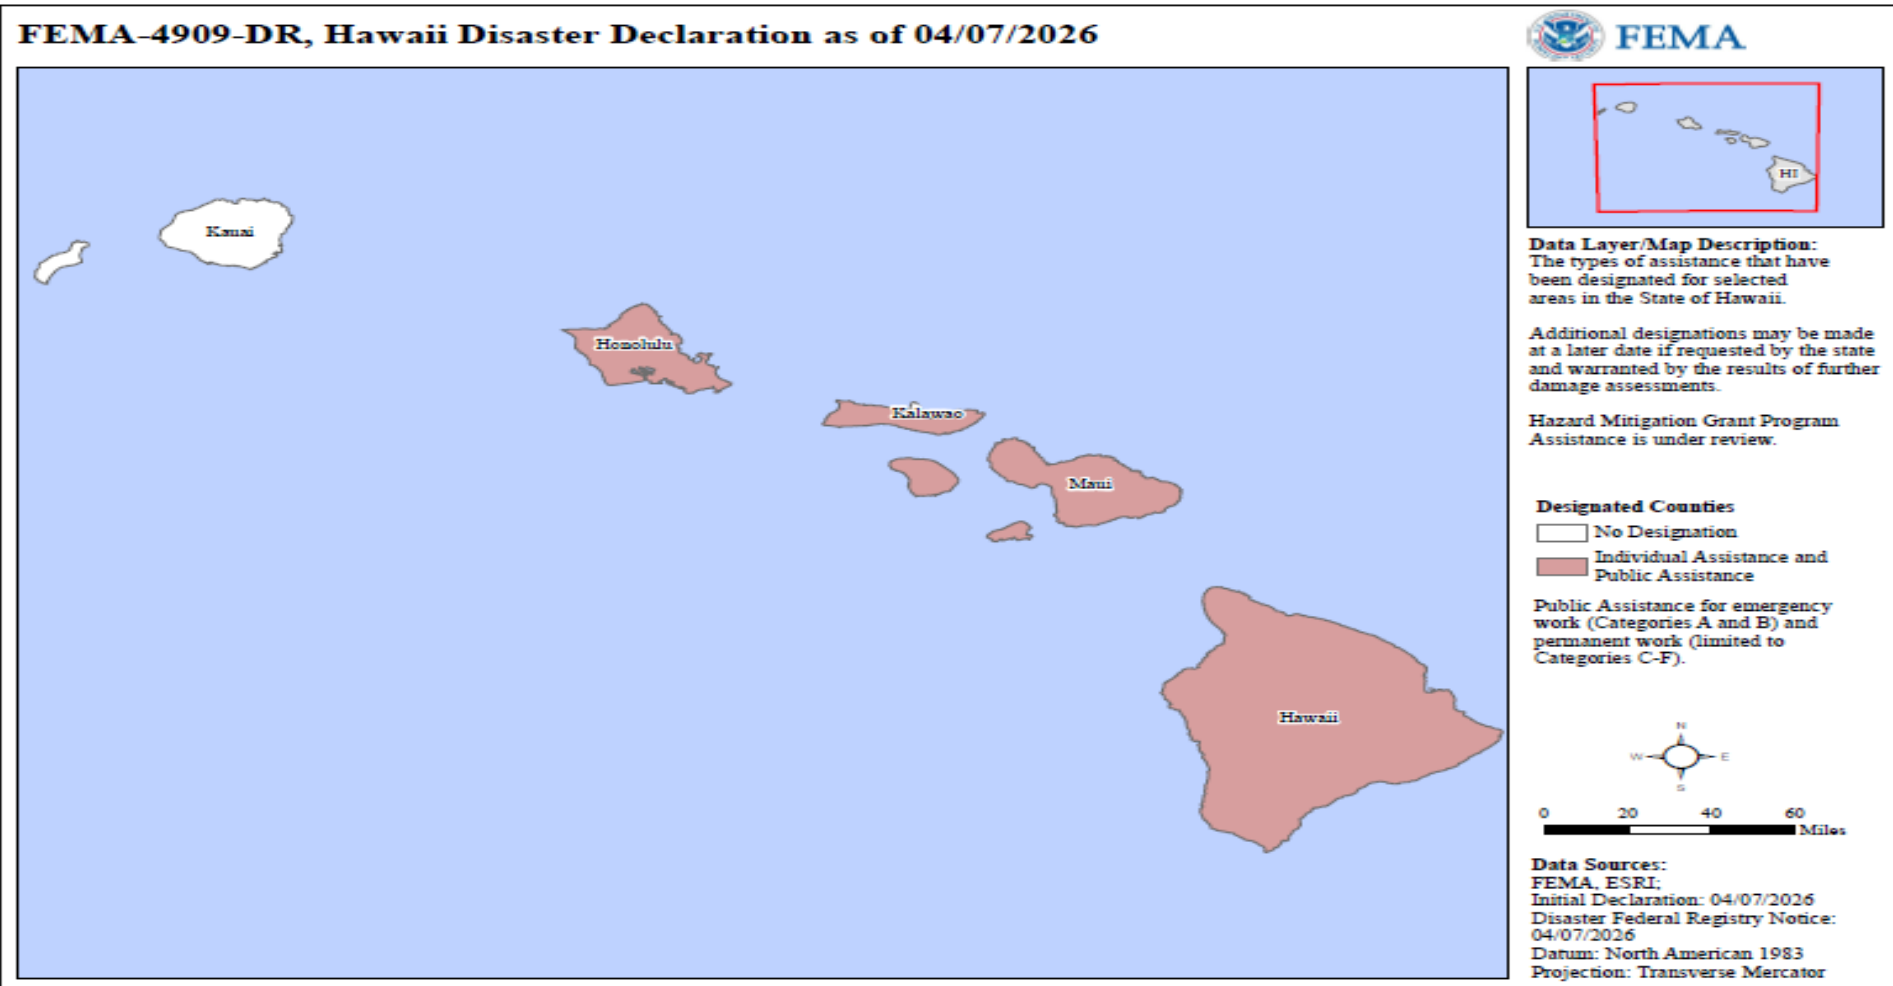 FEMA-4909-DR, Hawaii Disaster Declaration as of 04/07/2026
FEMA
Kauai
Honolulu
Kalawao
Maui
Hawaii
HI
Data Layer/Map Description:
The types of assistance that have
been designated for selected
areas in the State of Hawaii.
Additional designations may be made
at a later date if requested by the state
and warranted by the results of further
damage assessments.
Hazard Mitigation Grant Program
Assistance is under review.
Designated Counties
No Designation
Individual Assistance and
Public Assistance
Public Assistance for emergency
work (Categories A and B) and
permanent work (limited to
Categories C-F).
N
W E
S
0 20 40 60
Miles
Data Sources:
FEMA, ESRI;
Initial Declaration: 04/07/2026
Disaster Federal Registry Notice:
04/07/2026
Datum: North American 1983
Projection: Transverse Mercator